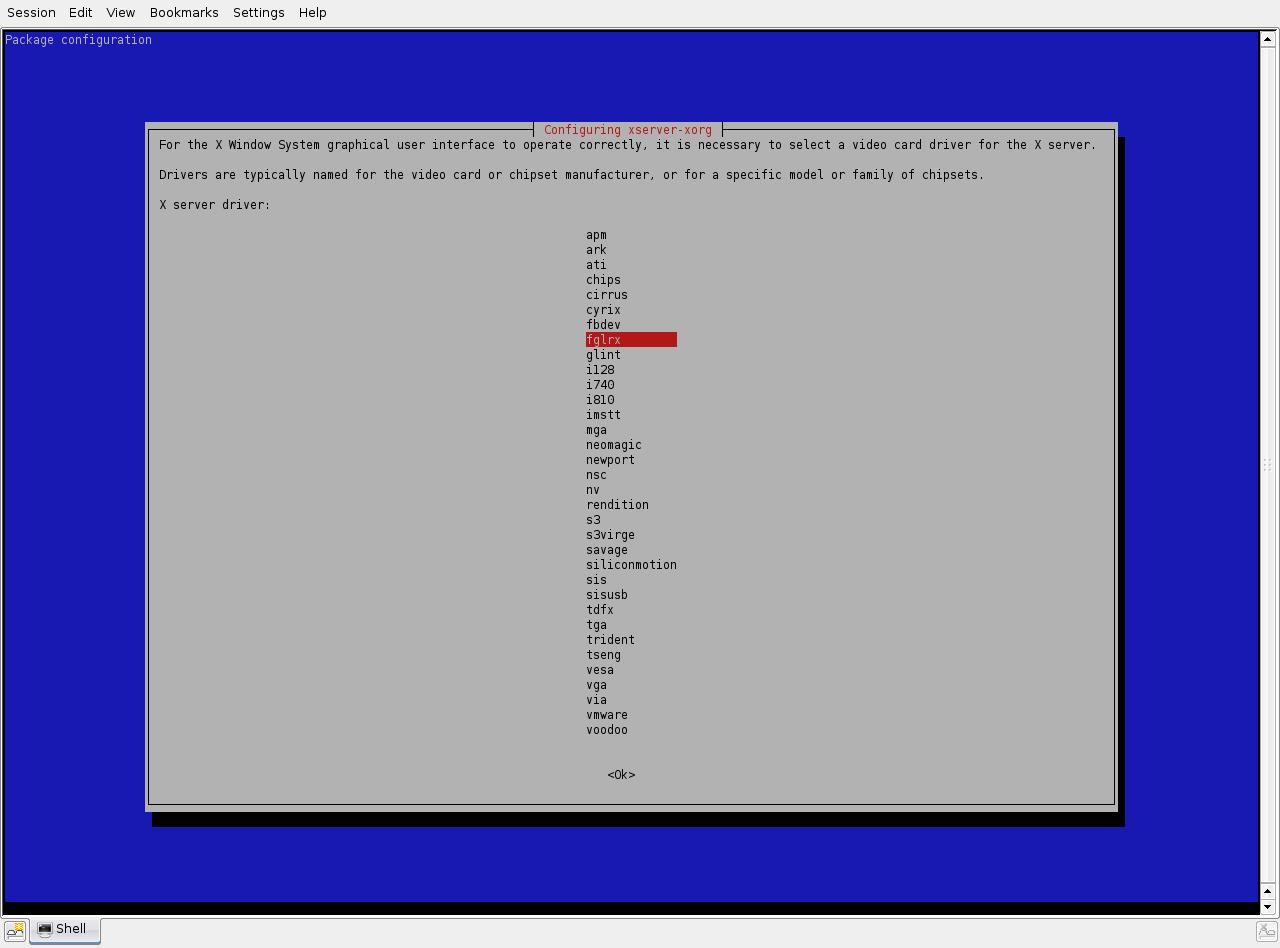 Session Edit View Bookmarks Settings Help
Package configuration
Configuring xserver-xorg
For the X Window System graphical user interface to operate correctly, it is necessary to select a video card driver for the X server.
Drivers are typically named for the video card or chipset manufacturer, or for a specific model or family of chipsets.
X server driver:
apm
ark
ati
chips
cirrus
cyrix
fbdev
fglrx
glint
i128
i740
i810
imstt
mga
neomagic
newport
nsc
nv
rendition
s3
s3virge
savage
siliconmotion
sis
sisusb
tdfx
tga
trident
tseng
vesa
vga
via
vmware
voodoo
<Ok>
Shell